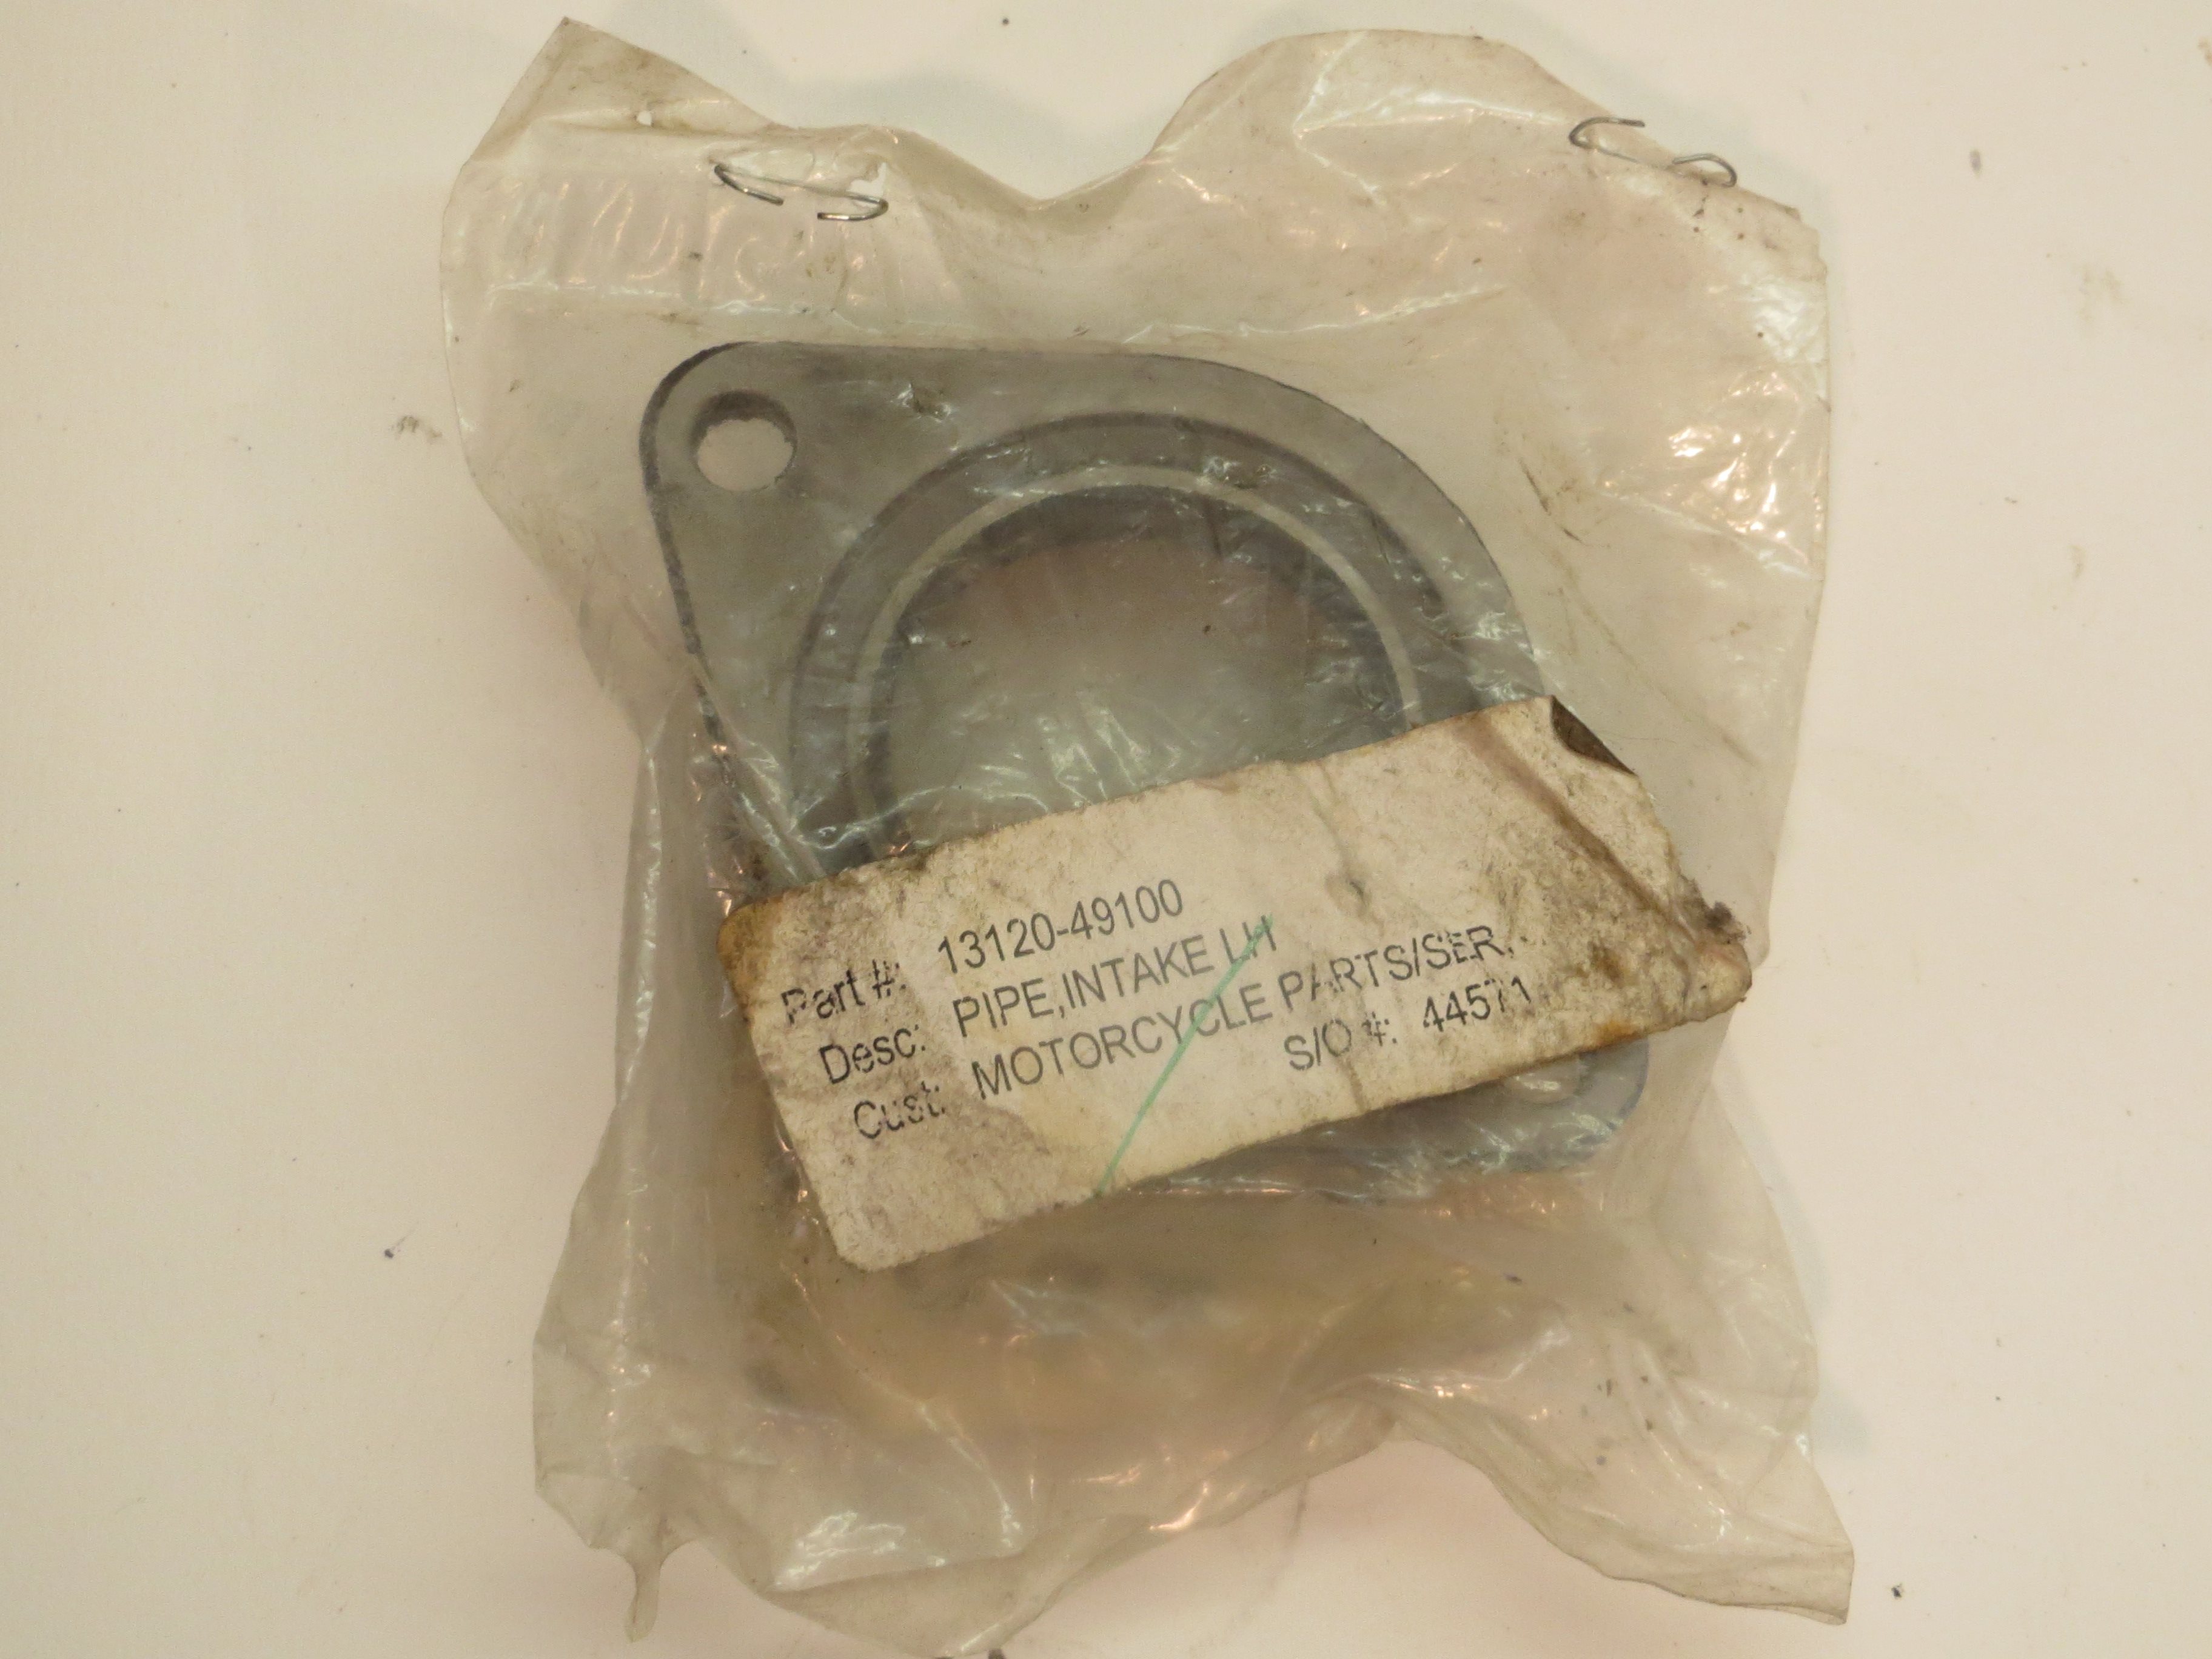 Part #: 13120-49100
Desc: PIPE,INTAKE LH
Cust: MOTORCYCLE PARTS/SER.
S/O #: 44571